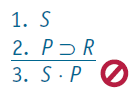 1. S
2. P ⊃ R
3. S · P